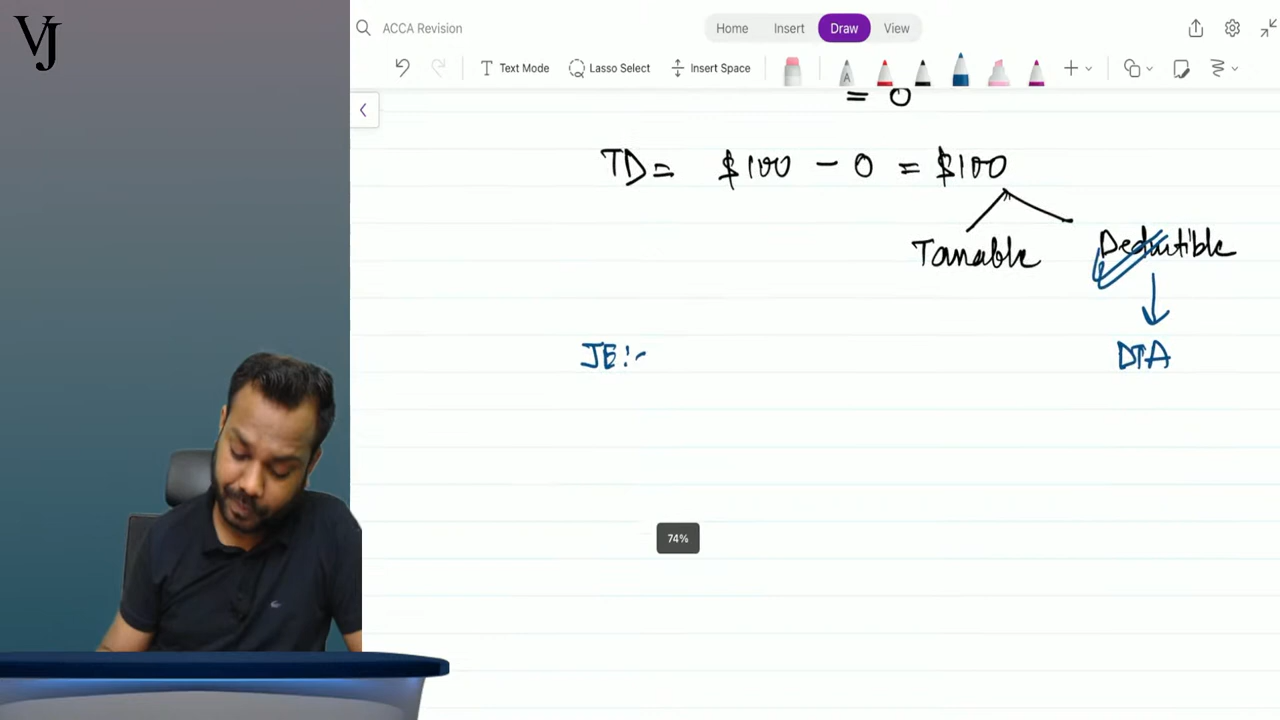 VJ
ACCA Revision
Home Insert Draw View
Text Mode Lasso Select Insert Space
= 0
TD = $100 - 0 = $100
Taxable Deductible
JE:- DTA
74%